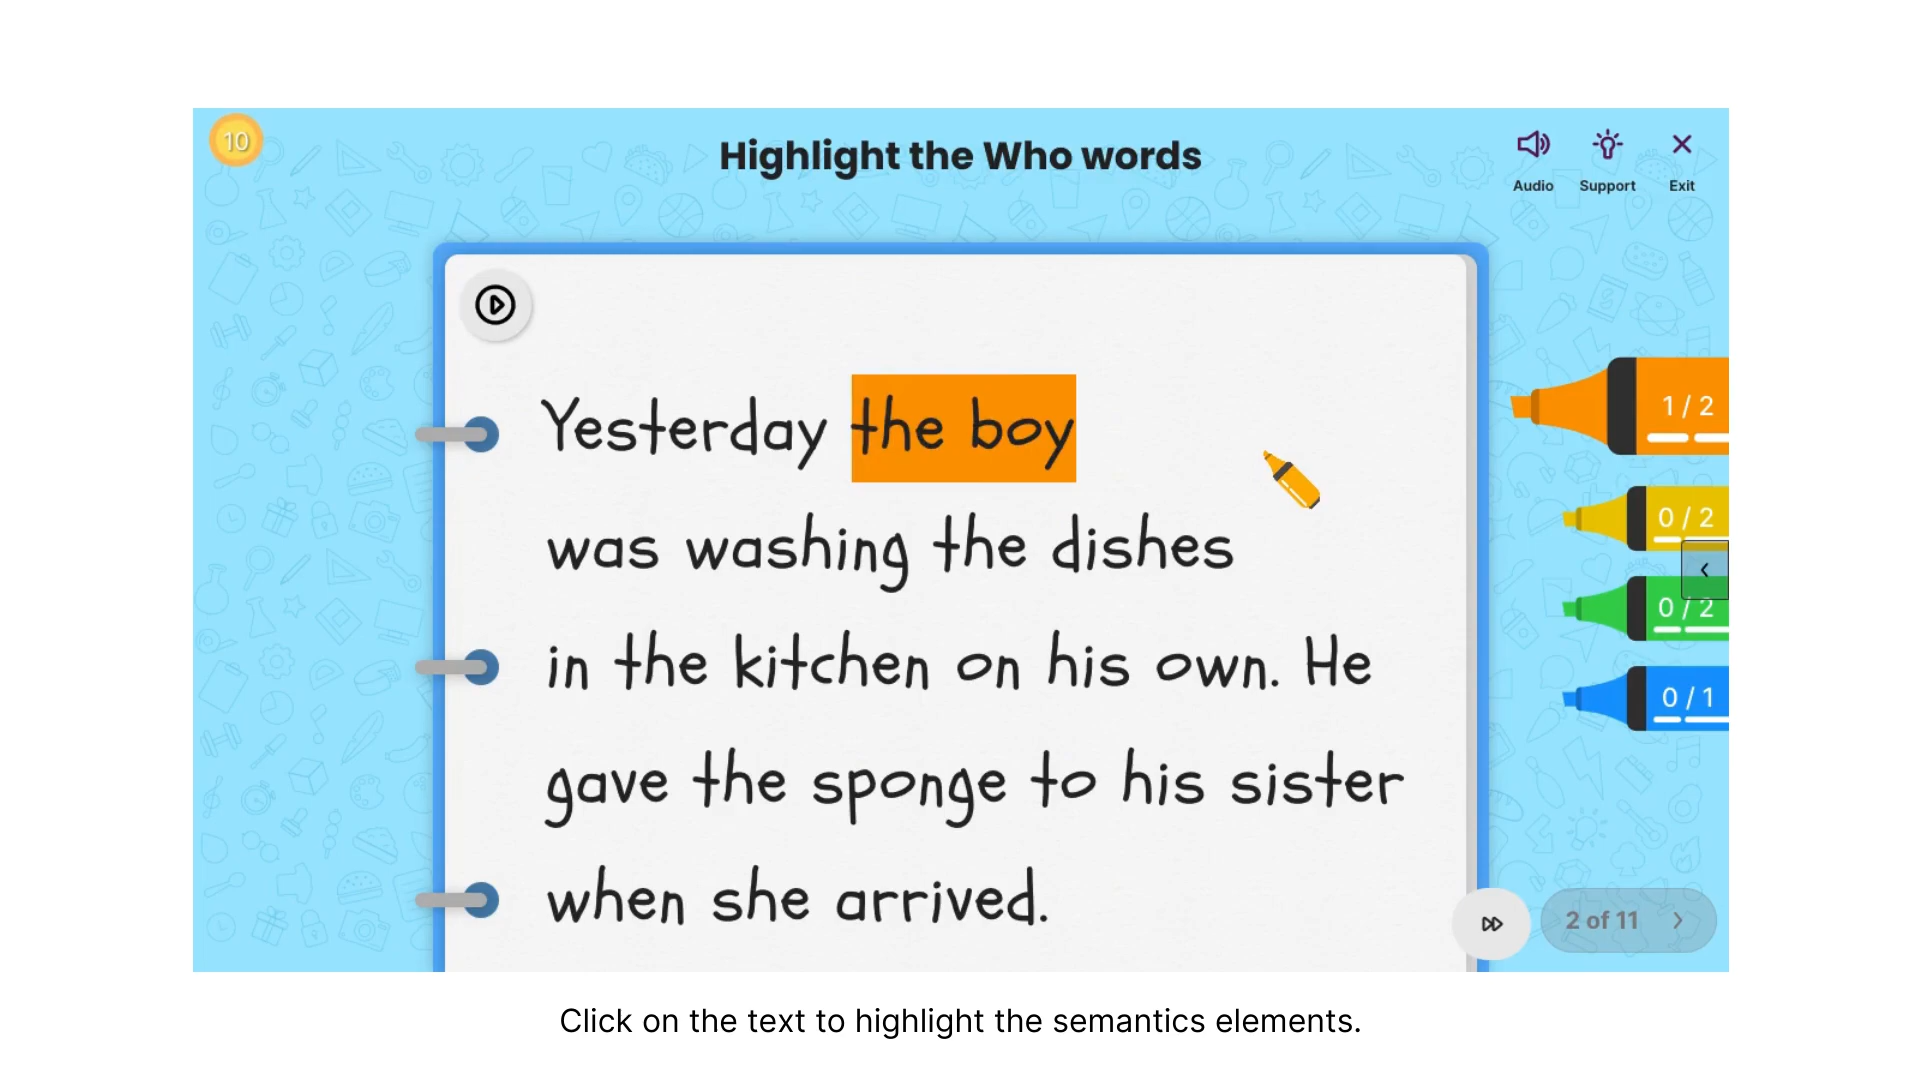 10
Highlight the Who words
Audio
Support
Exit
Yesterday the boy
was washing the dishes
in the kitchen on his own. He
gave the sponge to his sister
when she arrived.
1 / 2
0 / 2
0 / 2
0 / 1
2 of 11
Click on the text to highlight the semantics elements.